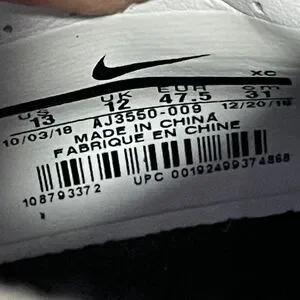 XC
US UK EUR cm
13 12 47.5 31
10/03/18 AJ3550-009 12/20/18
MADE IN CHINA
FABRIQUE EN CHINE
108793372 UPC 00192499374868